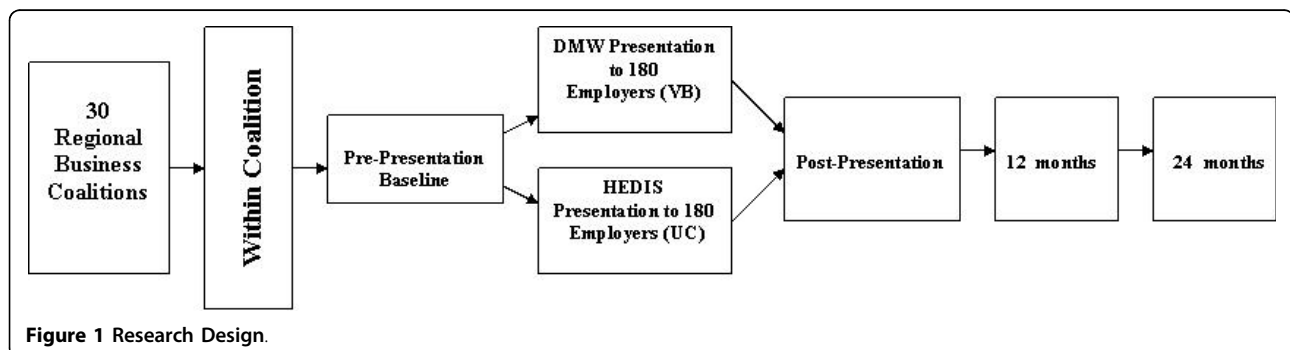 30
Regional
Business
Coalitions
Within Coalition
Pre-Presentation
Baseline
DMW Presentation
to 180
Employers (VB)
HEDIS
Presentation to 180
Employers (UC)
Post-Presentation
12 months
24 months
Figure 1 Research Design.